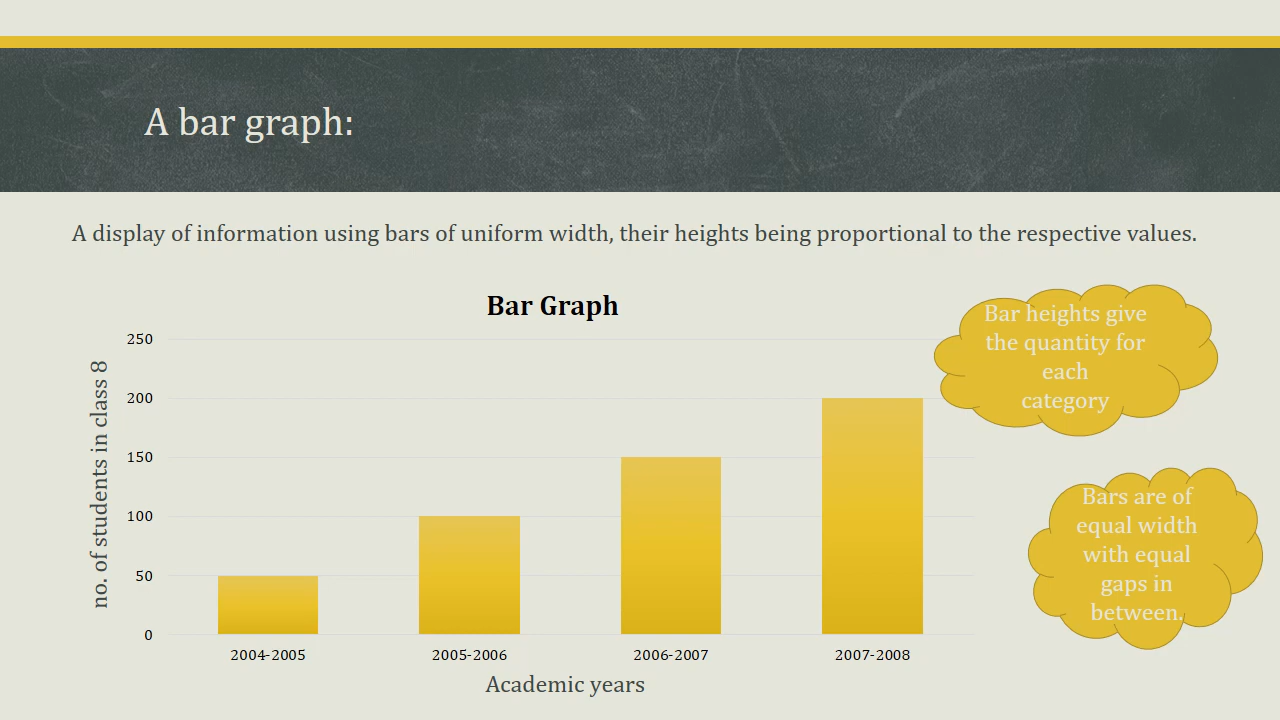 A bar graph:
A display of information using bars of uniform width, their heights being proportional to the respective values.
Bar Graph
no. of students in class 8
250
200
150
100
50
0
2004-2005
2005-2006
2006-2007
2007-2008
Academic years
Bar heights give
the quantity for
each
category
Bars are of
equal width
with equal
gaps in
between.